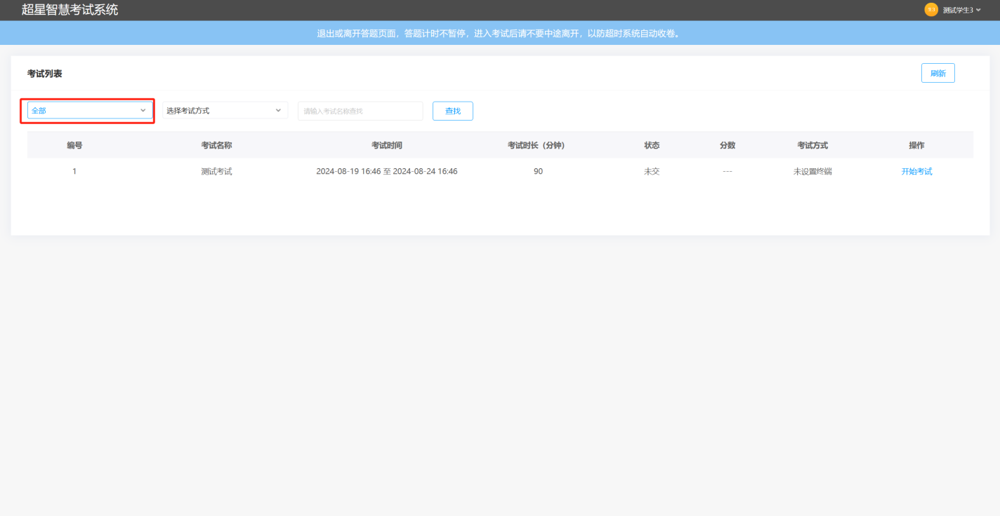 超星智慧考试系统
测试学生3
退出或离开答题页面，答题计时不暂停，进入考试后请不要中途离开，以防超时系统自动收卷。
考试列表
刷新
全部 选择考试方式 请输入考试名称查找 查找
编号 考试名称 考试时间 考试时长（分钟） 状态 分数 考试方式 操作
1 测试考试 2024-08-19 16:46 至 2024-08-24 16:46 90 未交 --- 未设置终端 开始考试